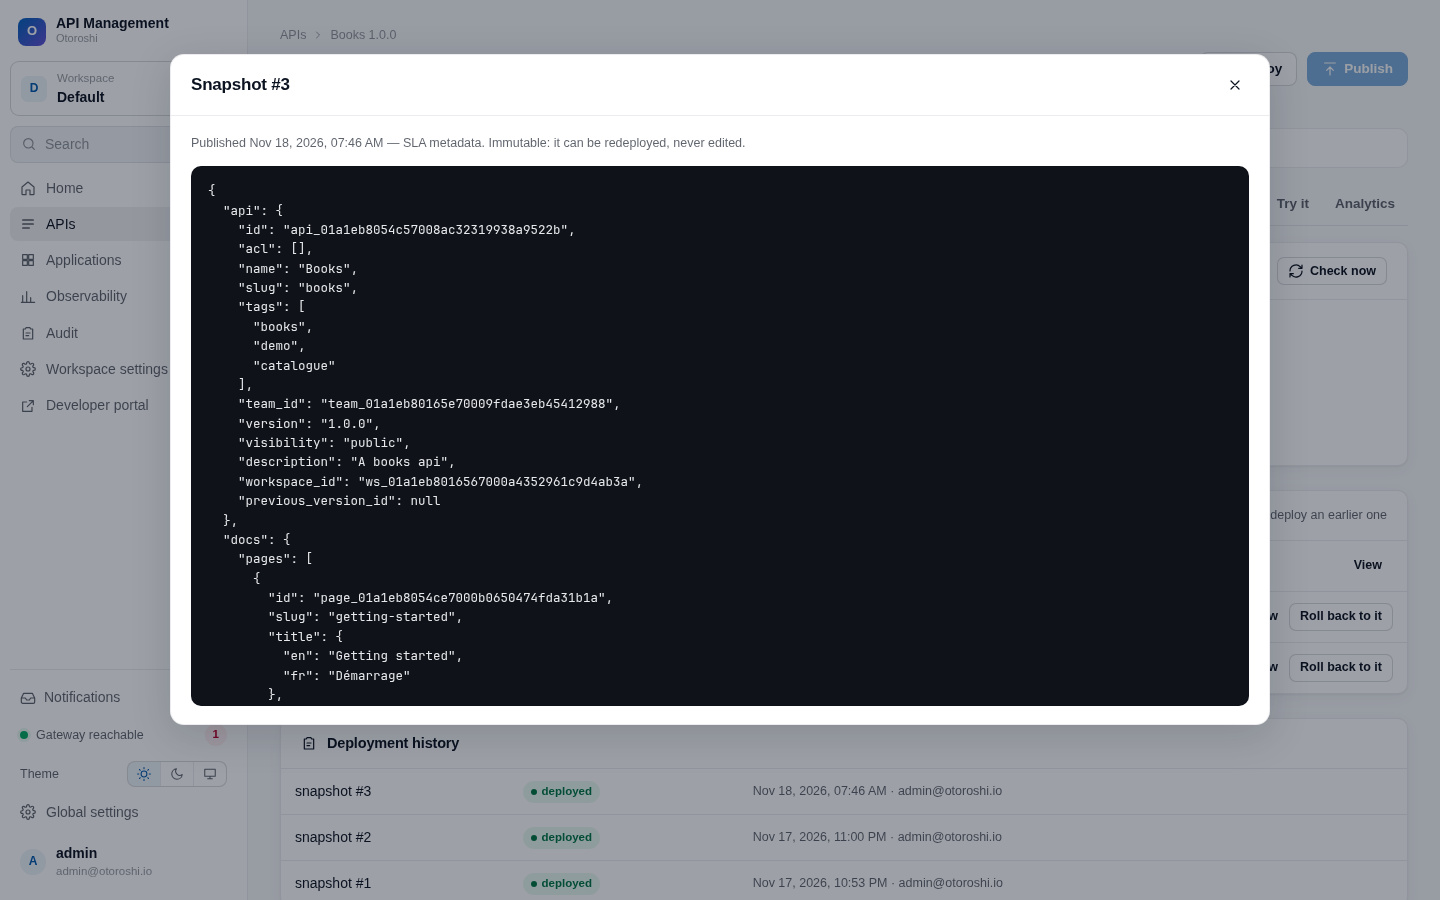 API Management
Otoroshi
O
Workspace
D
Default
Search
Home
APIs
Applications
Observability
Audit
Workspace settings
Developer portal
Notifications
Gateway reachable
1
Theme
Global settings
A
admin
admin@otoroshi.io
APIs
Books 1.0.0
oy
Publish
Try it
Analytics
Check now
deploy an earlier one
View
w
Roll back to it
w
Roll back to it
Snapshot #3
Published Nov 18, 2026, 07:46 AM — SLA metadata. Immutable: it can be redeployed, never edited.
{
"api": {
"id": "api_01a1eb8054c57008ac32319938a9522b",
"acl": [],
"name": "Books",
"slug": "books",
"tags": [
"books",
"demo",
"catalogue"
],
"team_id": "team_01a1eb80165e70009fdae3eb45412988",
"version": "1.0.0",
"visibility": "public",
"description": "A books api",
"workspace_id": "ws_01a1eb8016567000a4352961c9d4ab3a",
"previous_version_id": null
},
"docs": {
"pages": [
{
"id": "page_01a1eb8054ce7000b0650474fda31b1a",
"slug": "getting-started",
"title": {
"en": "Getting started",
"fr": "Démarrage"
},
Deployment history
snapshot #3
deployed
Nov 18, 2026, 07:46 AM · admin@otoroshi.io
snapshot #2
deployed
Nov 17, 2026, 11:00 PM · admin@otoroshi.io
snapshot #1
deployed
Nov 17, 2026, 10:53 PM · admin@otoroshi.io